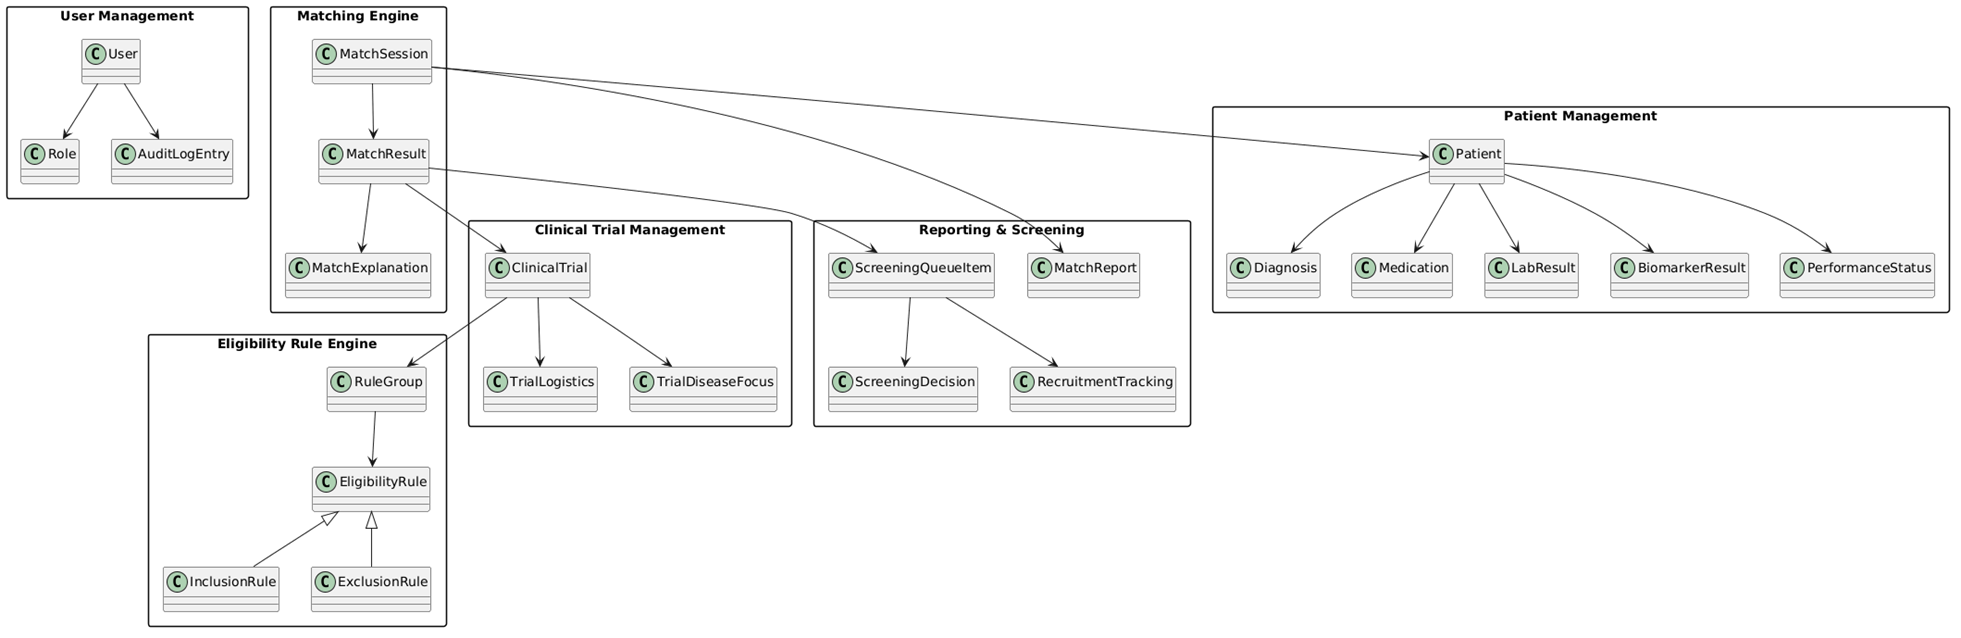 User Management
C User
C Role
C AuditLogEntry
Matching Engine
C MatchSession
C MatchResult
C MatchExplanation
Clinical Trial Management
C ClinicalTrial
C TrialLogistics
C TrialDiseaseFocus
Reporting & Screening
C ScreeningQueueItem
C MatchReport
C ScreeningDecision
C RecruitmentTracking
Patient Management
C Patient
C Diagnosis
C Medication
C LabResult
C BiomarkerResult
C PerformanceStatus
Eligibility Rule Engine
C RuleGroup
C EligibilityRule
C InclusionRule
C ExclusionRule